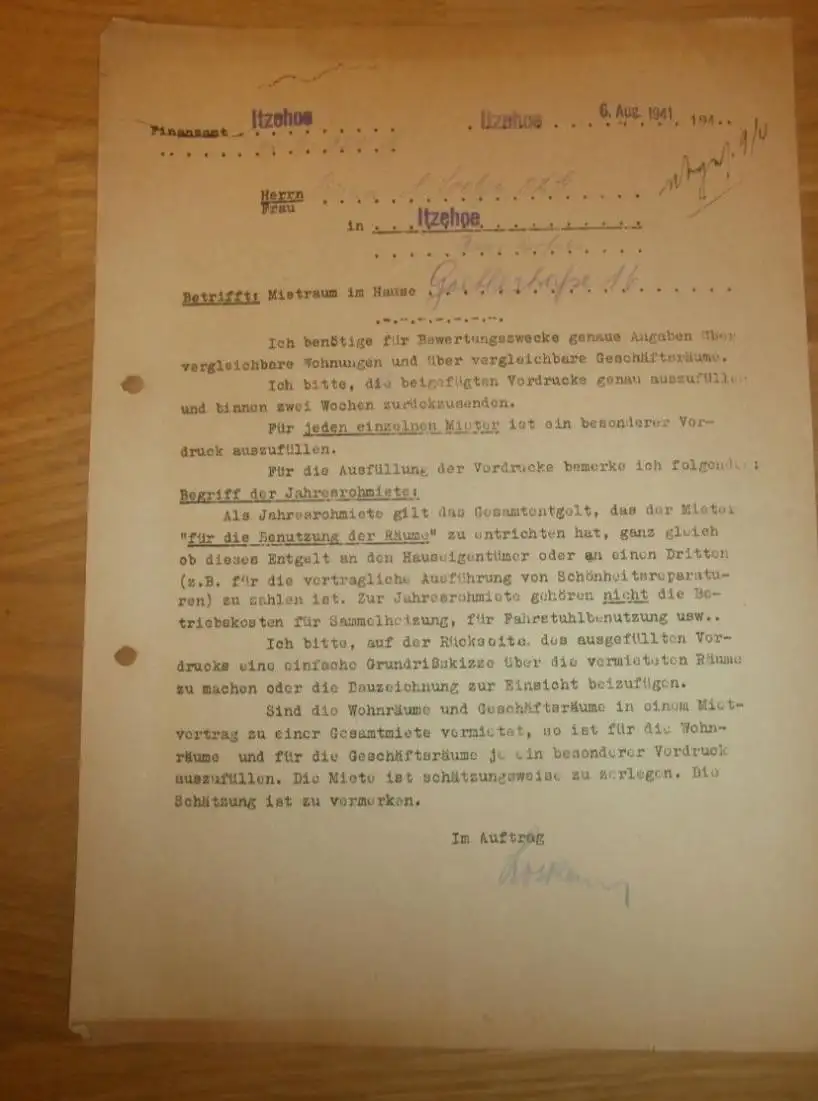 Finanzamt Itzehoe
Itzehoe 6. Aug. 1941 194..
Herrn
Frau
in Itzehoe
Betrifft: Mietraum im Hause Goethestraße 16
Ich benötige für Bewertungszwecke genaue Angaben über
vergleichbare Wohnungen und über vergleichbare Geschäftsräume.
Ich bitte, die beigefügten Vordrucke genau auszufüllen
und binnen zwei Wochen zurückzusenden.
Für jeden einzelnen Mieter ist ein besonderer Vor-
druck auszufüllen.
Für die Ausfüllung der Vordrucke bemerke ich folgendes:
Begriff der Jahresrohmiete:
Als Jahresrohmiete gilt das Gesamtentgelt, das der Mieter
"für die Benutzung der Räume" zu entrichten hat, ganz gleich
ob dieses Entgelt an den Hauseigentümer oder an einen Dritten
(z.B. für die vertragliche Ausführung von Schönheitsreparatu-
ren) zu zahlen ist. Zur Jahresrohmiete gehören nicht die Be-
triebskosten für Sammelheizung, für Fahrstuhlbenutzung usw..
Ich bitte, auf der Rückseite des ausgefüllten Vor-
drucks eine einfache Grundrißskizze über die vermieteten Räume
zu machen oder die Bauzeichnung zur Einsicht beizufügen.
Sind die Wohnräume und Geschäftsräume in einem Miet-
vertrag zu einer Gesamtmiete vermietet, so ist für die Wohn-
räume und für die Geschäftsräume je ein besonderer Vordruck
auszufüllen. Die Miete ist schätzungsweise zu zerlegen. Die
Schätzung ist zu vermerken.
Im Auftrag